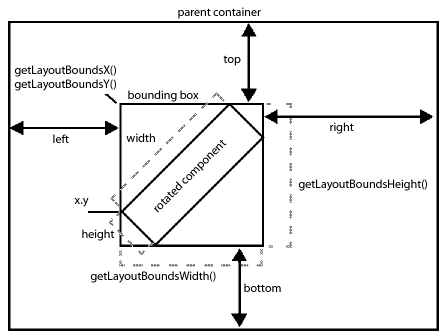 parent container
getLayoutBoundsX()
getLayoutBoundsY()
top
bounding box
left
width
right
rotated component
getLayoutBoundsHeight()
x.y
height
getLayoutBoundsWidth()
bottom